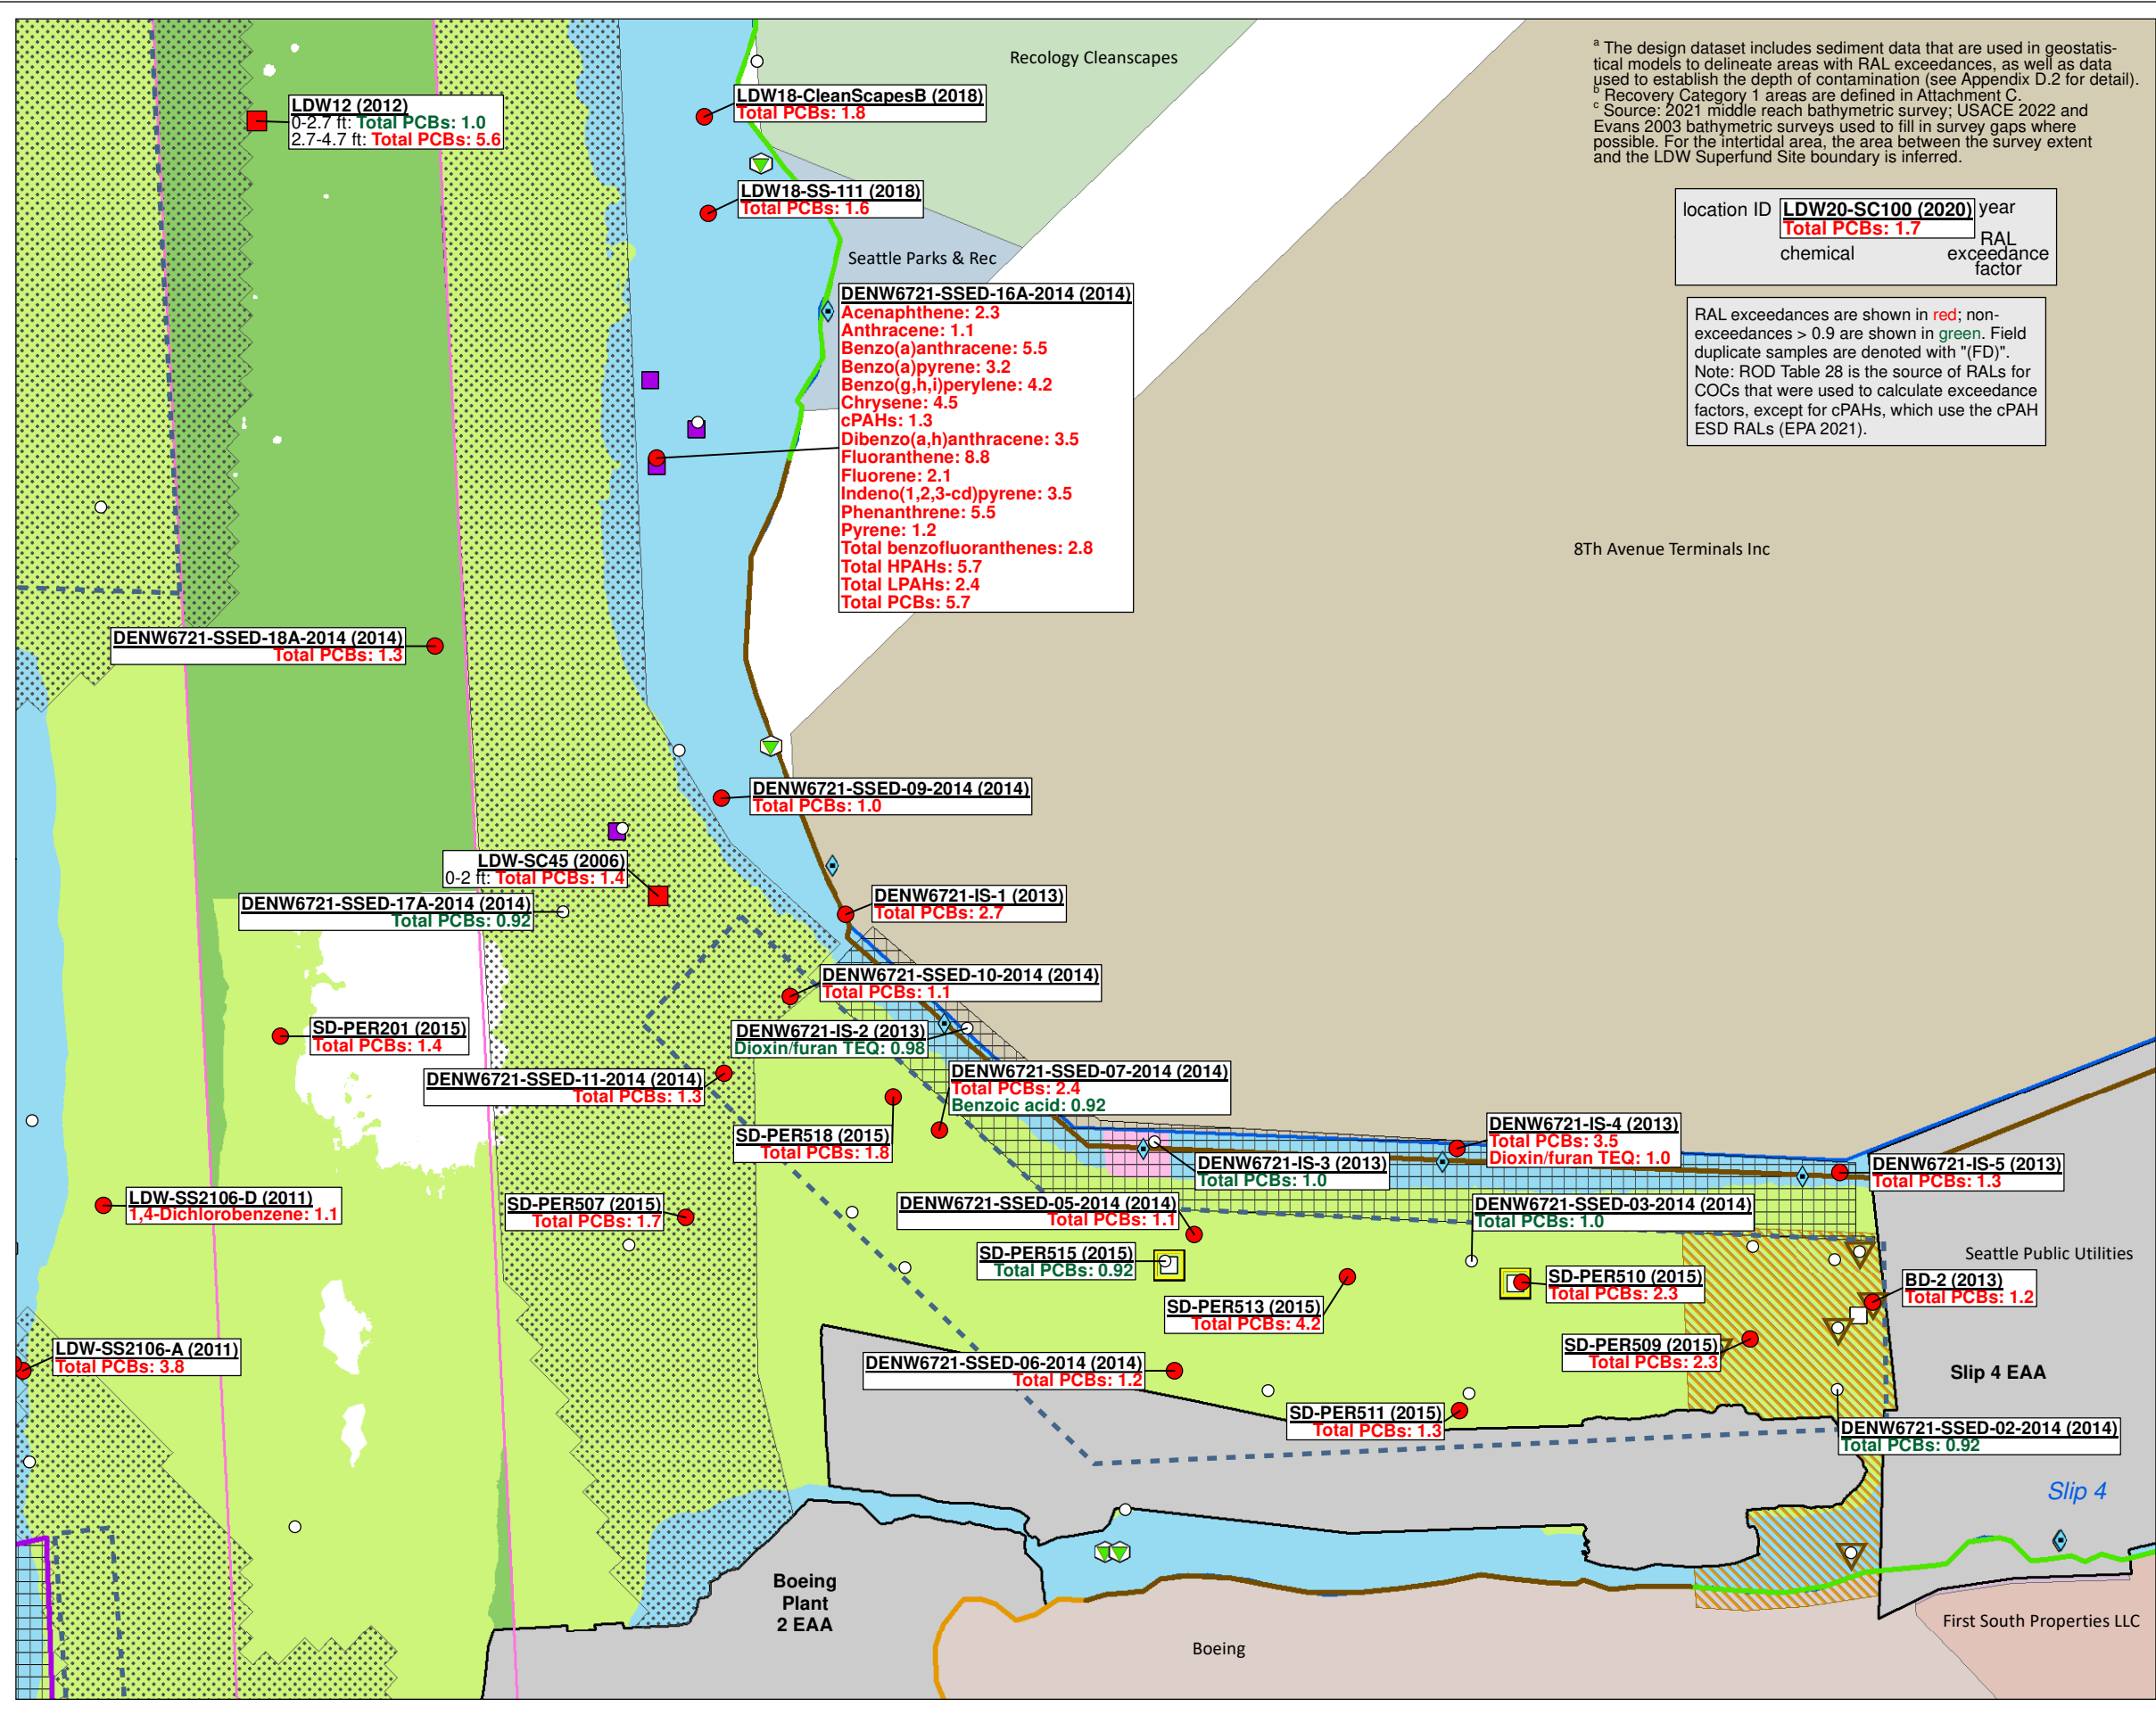 Recology Cleanscapes
a The design dataset includes sediment data that are used in geostatis-
tical models to delineate areas with RAL exceedances, as well as data
used to establish the depth of contamination (see Appendix D.2 for detail).
b Recovery Category 1 areas are defined in Attachment C.
c Source: 2021 middle reach bathymetric survey; USACE 2022 and
Evans 2003 bathymetric surveys used to fill in survey gaps where
possible. For the intertidal area, the area between the survey extent
and the LDW Superfund Site boundary is inferred.
LDW12 (2012)
0-2.7 ft: Total PCBs: 1.0
2.7-4.7 ft: Total PCBs: 5.6
LDW18-CleanScapesB (2018)
Total PCBs: 1.8
LDW18-SS-111 (2018)
Total PCBs: 1.6
location ID LDW20-SC100 (2020) year
Total PCBs: 1.7
chemical
RAL
exceedance
factor
Seattle Parks & Rec
RAL exceedances are shown in red; non-
exceedances > 0.9 are shown in green. Field
duplicate samples are denoted with "(FD)".
Note: ROD Table 28 is the source of RALs for
COCs that were used to calculate exceedance
factors, except for cPAHs, which use the cPAH
ESD RALs (EPA 2021).
DENW6721-SSED-16A-2014 (2014)
Acenaphthene: 2.3
Anthracene: 1.1
Benzo(a)anthracene: 5.5
Benzo(a)pyrene: 3.2
Benzo(g,h,i)perylene: 4.2
Chrysene: 4.5
cPAHs: 1.3
Dibenzo(a,h)anthracene: 3.5
Fluoranthene: 8.8
Fluorene: 2.1
Indeno(1,2,3-cd)pyrene: 3.5
Phenanthrene: 5.5
Pyrene: 1.2
Total benzofluoranthenes: 2.8
Total HPAHs: 5.7
Total LPAHs: 2.4
Total PCBs: 5.7
8Th Avenue Terminals Inc
DENW6721-SSED-18A-2014 (2014)
Total PCBs: 1.3
DENW6721-SSED-09-2014 (2014)
Total PCBs: 1.0
LDW-SC45 (2006)
0-2 ft: Total PCBs: 1.4
DENW6721-SSED-17A-2014 (2014)
Total PCBs: 0.92
DENW6721-IS-1 (2013)
Total PCBs: 2.7
DENW6721-SSED-10-2014 (2014)
Total PCBs: 1.1
SD-PER201 (2015)
Total PCBs: 1.4
DENW6721-IS-2 (2013)
Dioxin/furan TEQ: 0.98
DENW6721-SSED-11-2014 (2014)
Total PCBs: 1.3
DENW6721-SSED-07-2014 (2014)
Total PCBs: 2.4
Benzoic acid: 0.92
SD-PER518 (2015)
Total PCBs: 1.8
DENW6721-IS-4 (2013)
Total PCBs: 3.5
Dioxin/furan TEQ: 1.0
DENW6721-IS-3 (2013)
Total PCBs: 1.0
DENW6721-IS-5 (2013)
Total PCBs: 1.3
LDW-SS2106-D (2011)
1,4-Dichlorobenzene: 1.1
SD-PER507 (2015)
Total PCBs: 1.7
DENW6721-SSED-05-2014 (2014)
Total PCBs: 1.1
DENW6721-SSED-03-2014 (2014)
Total PCBs: 1.0
SD-PER515 (2015)
Total PCBs: 0.92
Seattle Public Utilities
SD-PER510 (2015)
Total PCBs: 2.3
BD-2 (2013)
Total PCBs: 1.2
SD-PER513 (2015)
Total PCBs: 4.2
LDW-SS2106-A (2011)
Total PCBs: 3.8
SD-PER509 (2015)
Total PCBs: 2.3
DENW6721-SSED-06-2014 (2014)
Total PCBs: 1.2
Slip 4 EAA
SD-PER511 (2015)
Total PCBs: 1.3
DENW6721-SSED-02-2014 (2014)
Total PCBs: 0.92
Slip 4
Boeing
Plant
2 EAA
Boeing
First South Properties LLC